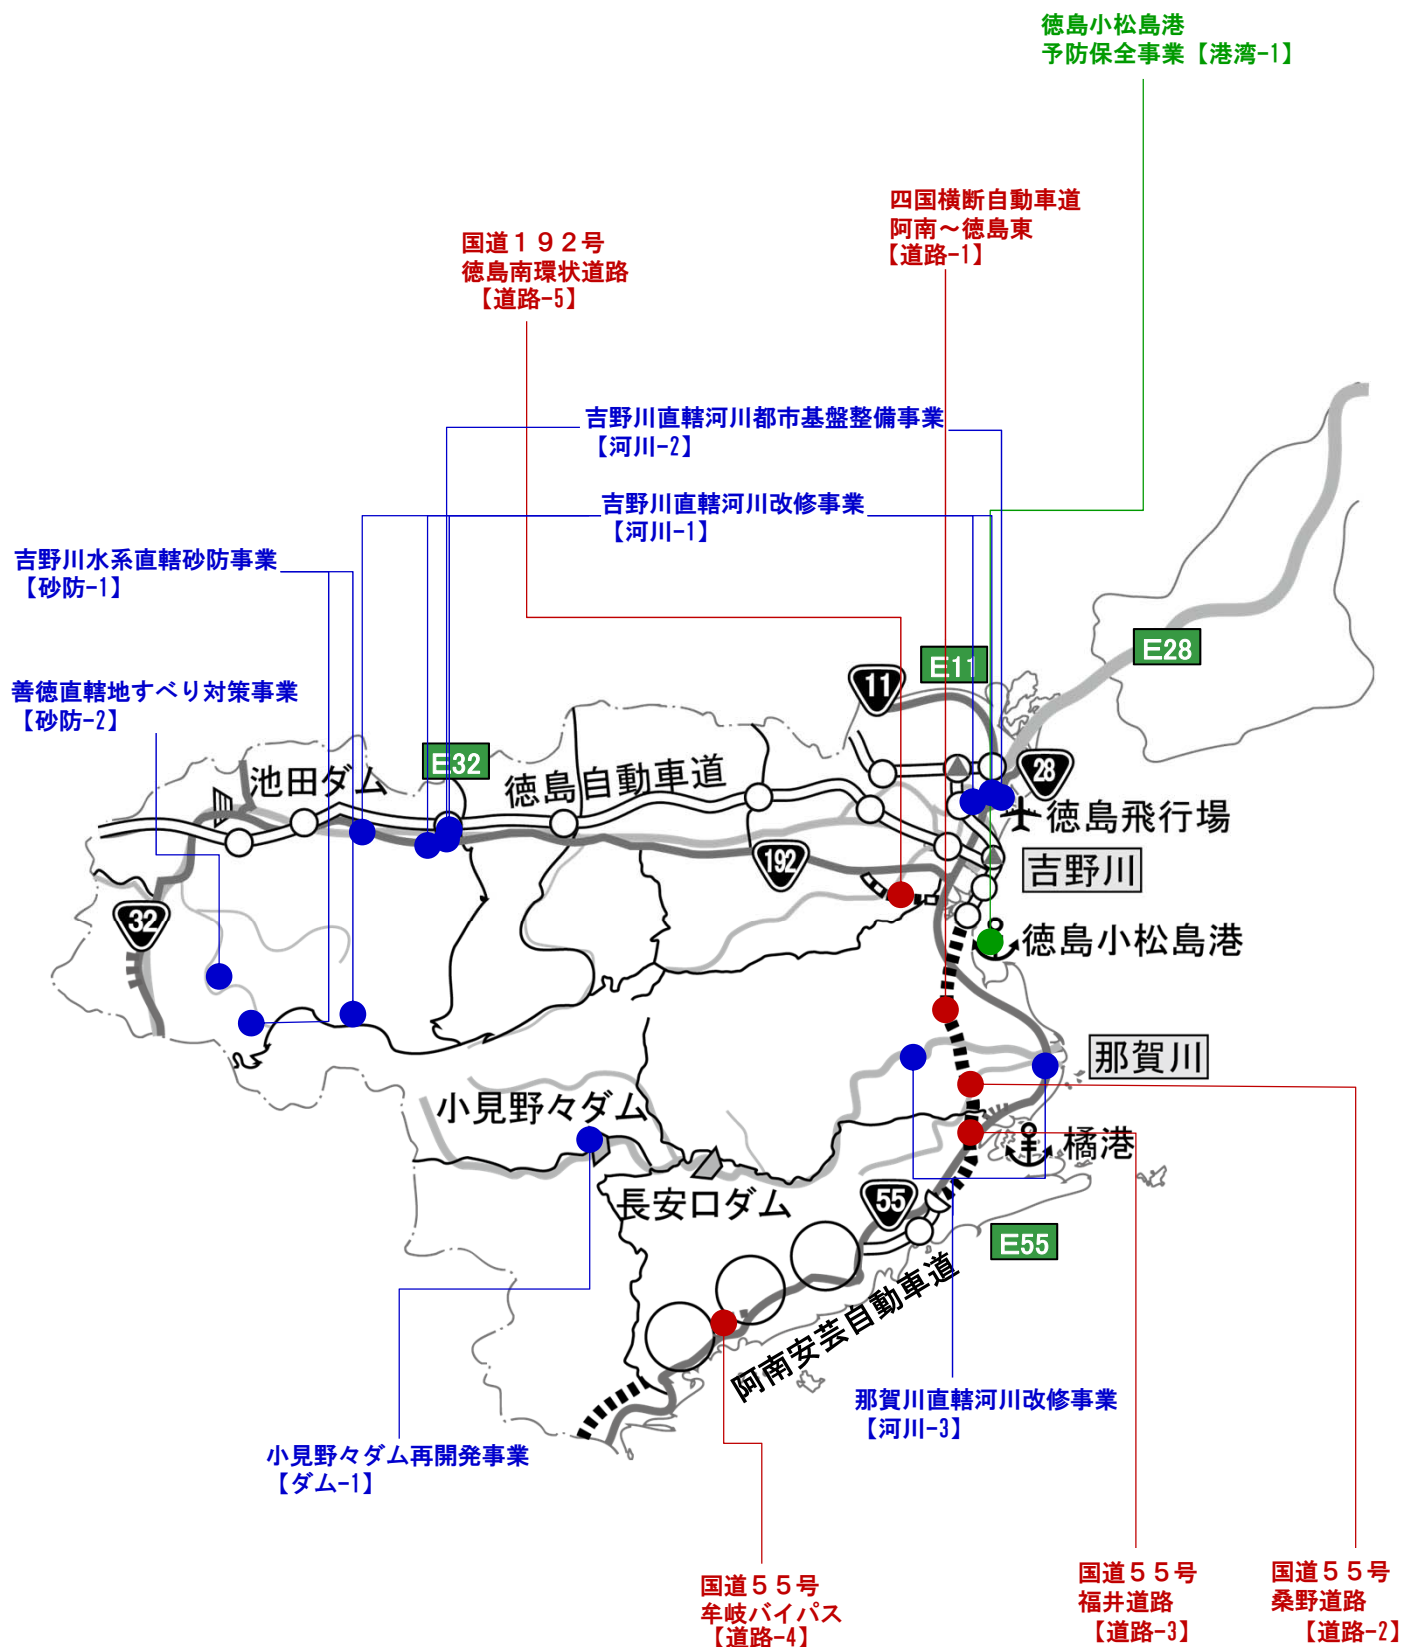 徳島小松島港
予防保全事業【港湾-1】
四国横断自動車道
阿南～徳島東
【道路-1】
国道１９２号
徳島南環状道路
【道路-5】
吉野川直轄河川都市基盤整備事業
【河川-2】
吉野川直轄河川改修事業
【河川-1】
吉野川水系直轄砂防事業
【砂防-1】
善徳直轄地すべり対策事業
【砂防-2】
E28
E11
11
E32
池田ダム
徳島自動車道
28
徳島飛行場
192
吉野川
32
徳島小松島港
那賀川
小見野々ダム
橘港
長安口ダム
55
E55
阿南安芸自動車道
那賀川直轄河川改修事業
【河川-3】
小見野々ダム再開発事業
【ダム-1】
国道５５号
牟岐バイパス
【道路-4】
国道５５号
福井道路
【道路-3】
国道５５号
桑野道路
【道路-2】